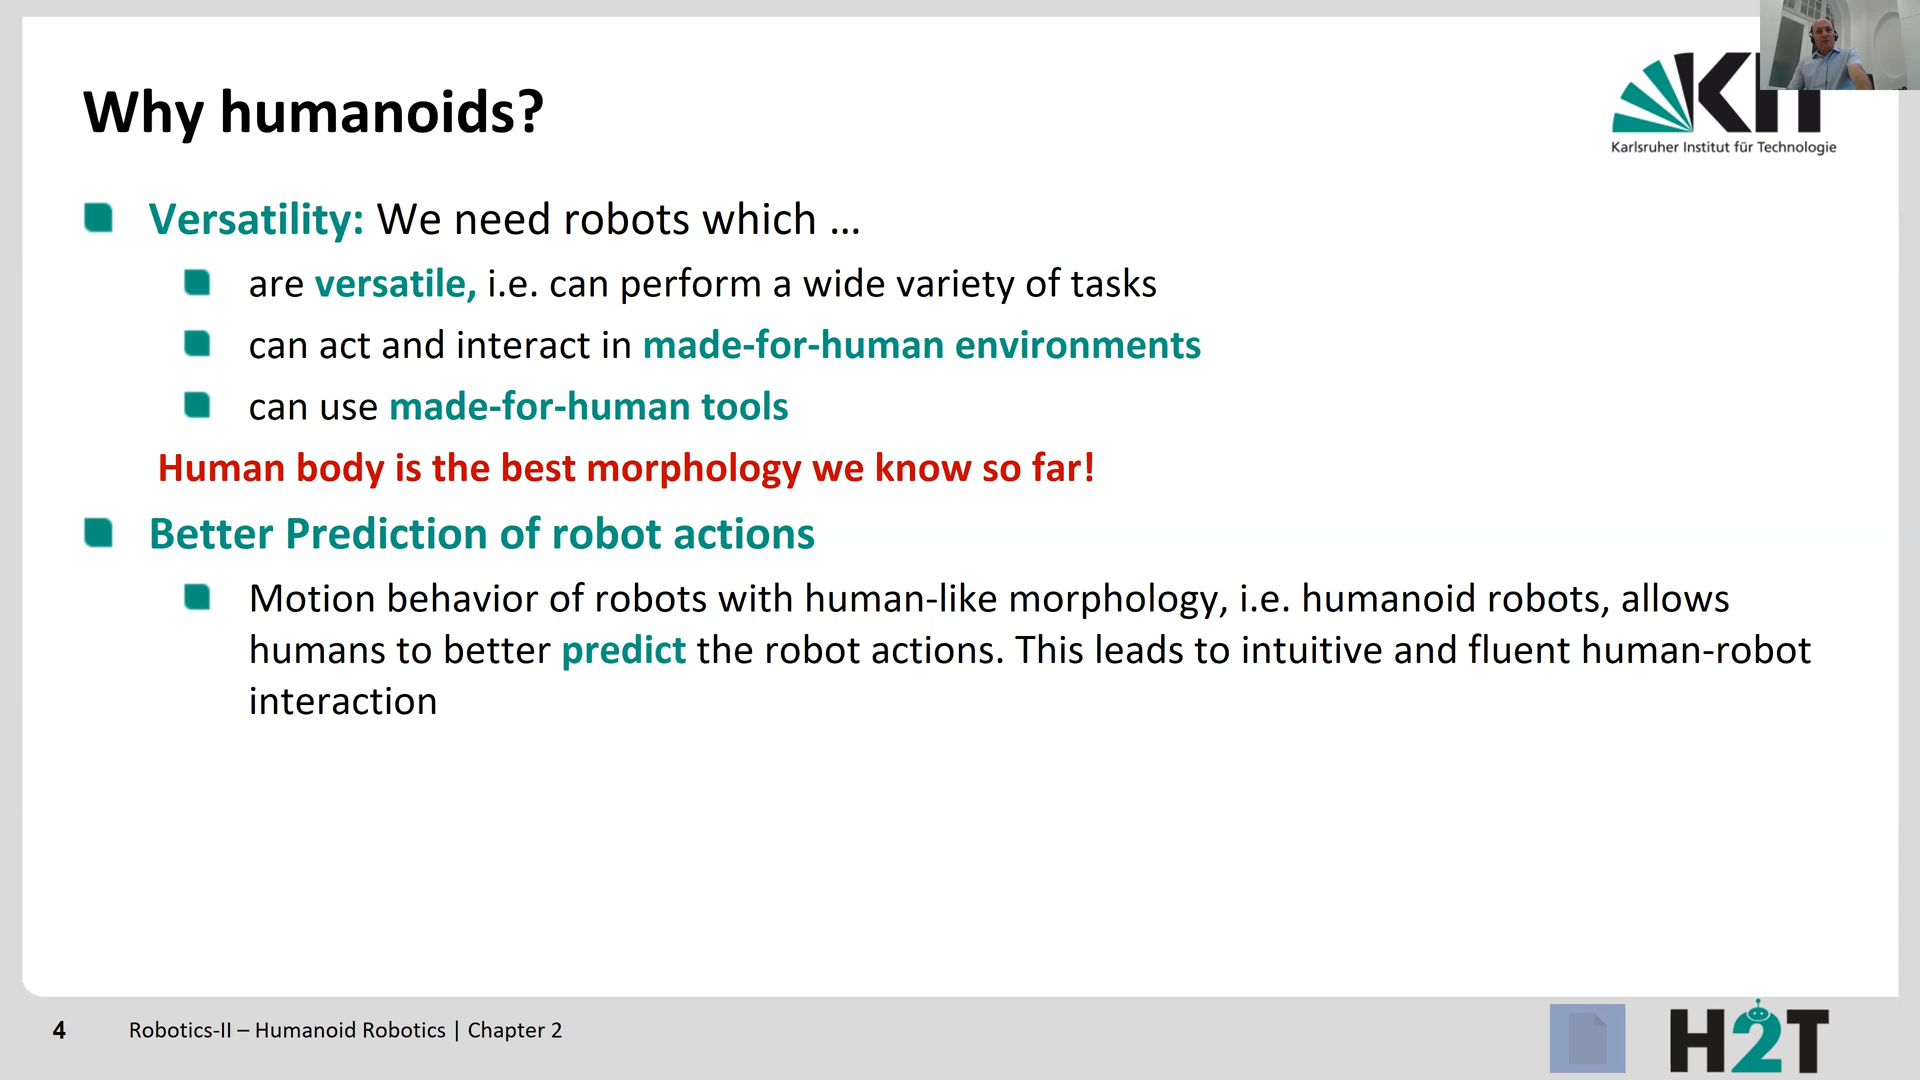 Why humanoids?
KIT
Karlsruher Institut für Technologie
Versatility: We need robots which ...
are versatile, i.e. can perform a wide variety of tasks
can act and interact in made-for-human environments
can use made-for-human tools
Human body is the best morphology we know so far!
Better Prediction of robot actions
Motion behavior of robots with human-like morphology, i.e. humanoid robots, allows
humans to better predict the robot actions. This leads to intuitive and fluent human-robot
interaction
4 Robotics-II – Humanoid Robotics | Chapter 2
H2T